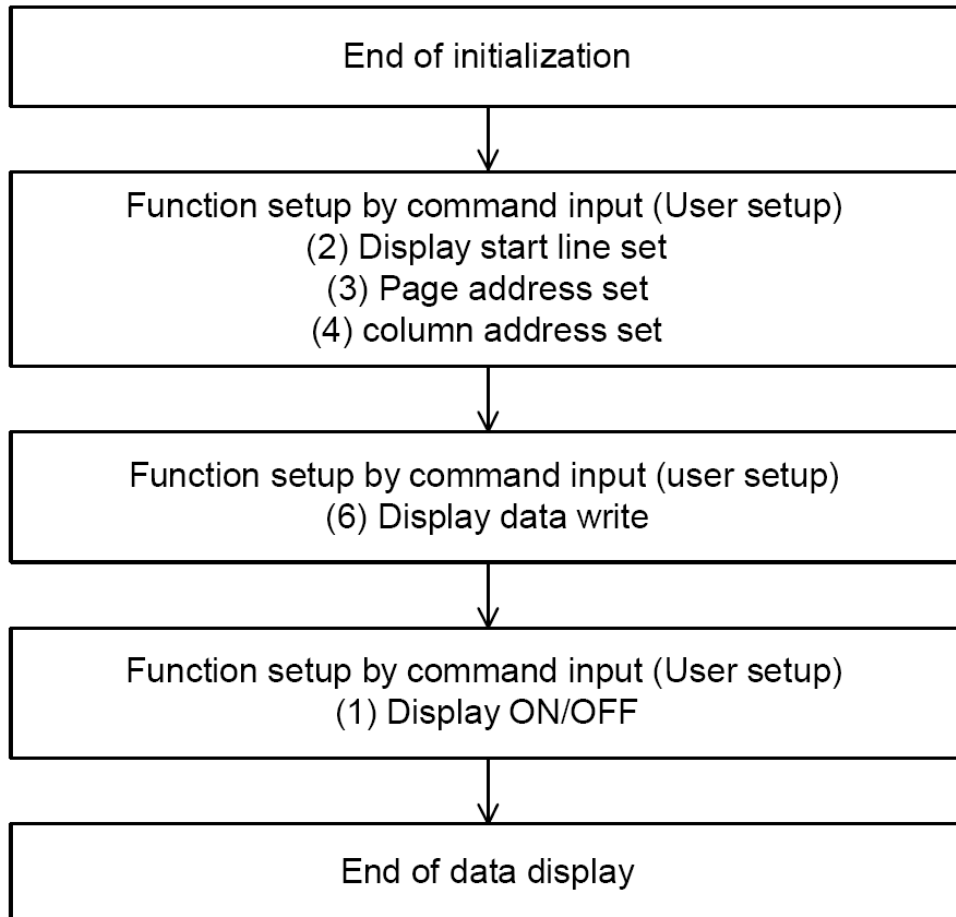 End of initialization
Function setup by command input (User setup)
(2) Display start line set
(3) Page address set
(4) column address set
Function setup by command input (user setup)
(6) Display data write
Function setup by command input (User setup)
(1) Display ON/OFF
End of data display